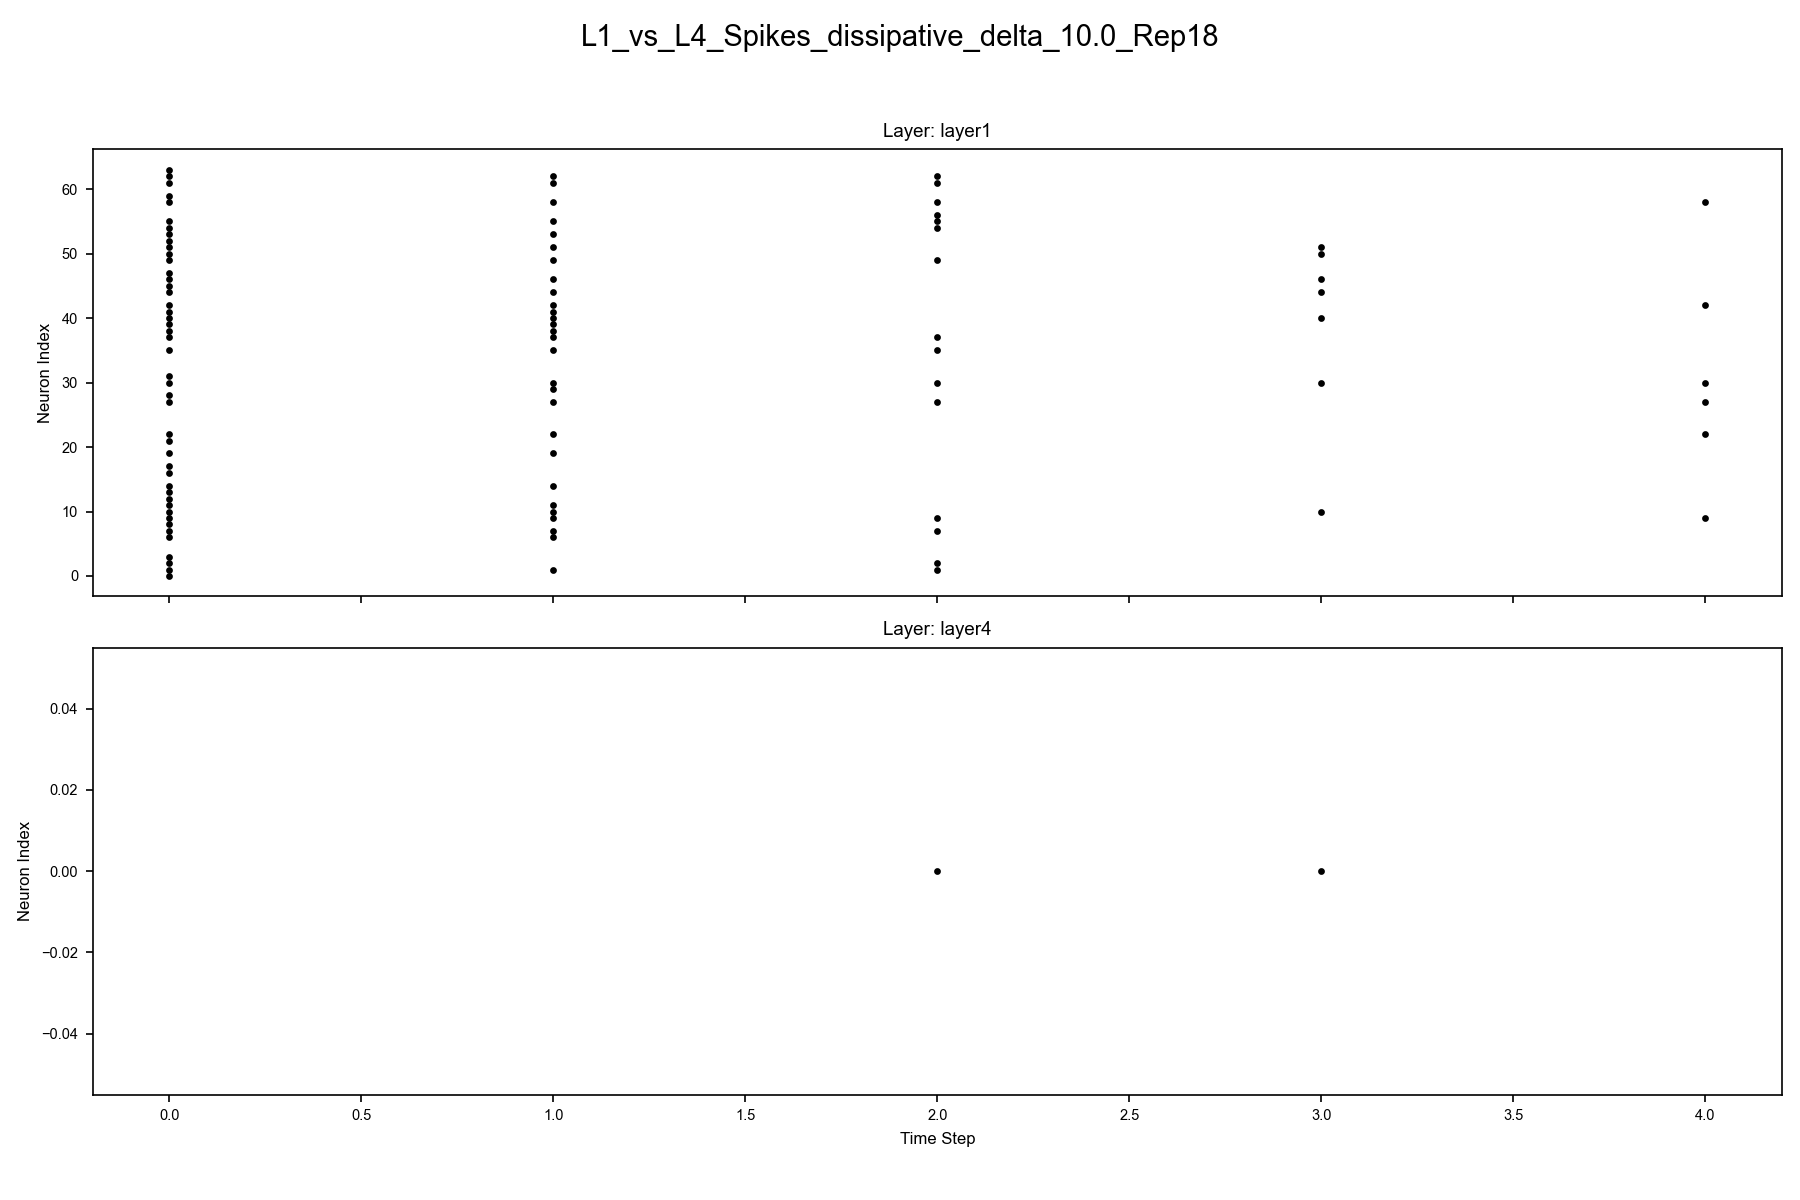 L1_vs_L4_Spikes_dissipative_delta_10.0_Rep18
Layer: layer1
Neuron Index
60
50
40
30
20
10
0
Layer: layer4
Neuron Index
0.04
0.02
0.00
−0.02
−0.04
0.0 0.5 1.0 1.5 2.0 2.5 3.0 3.5 4.0
Time Step